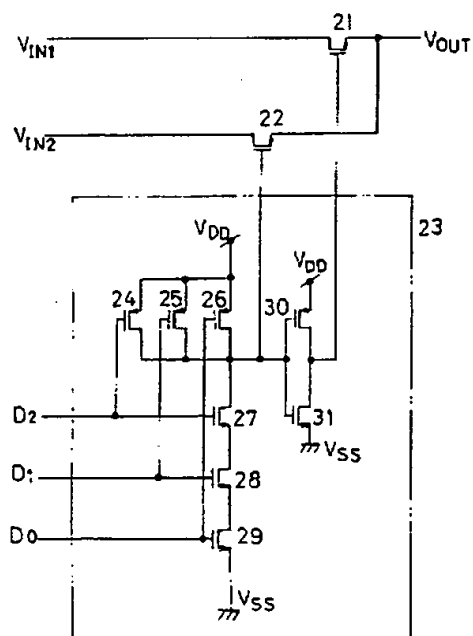 21
V_IN1
V_OUT
22
V_IN2
23
V_DD
V_DD
24
25
26
30
D2
27
31
V_SS
D1
28
D0
29
V_SS